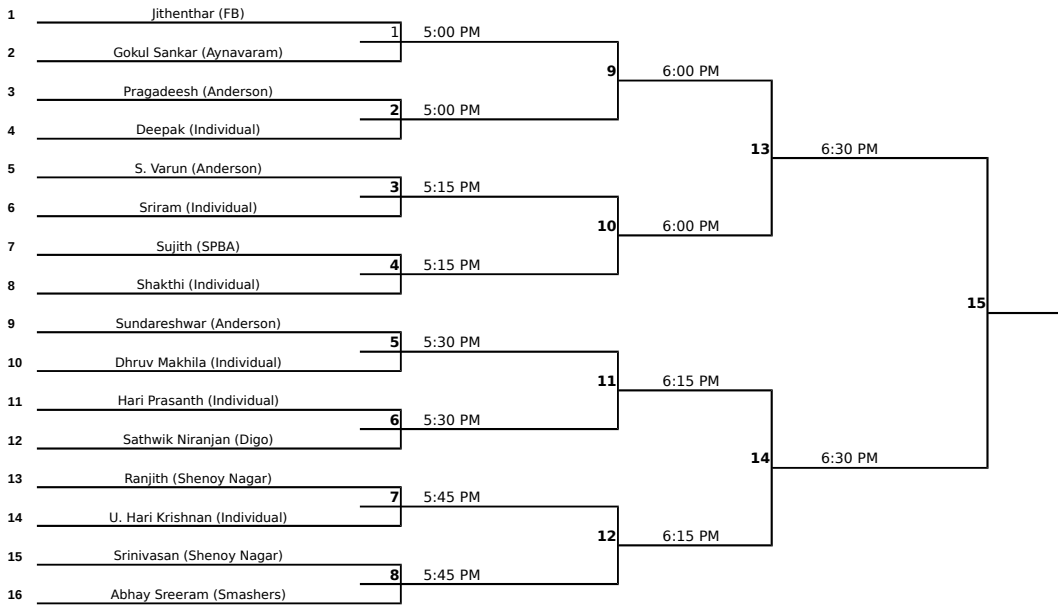 1 Jithenthar (FB)
1 5:00 PM
2 Gokul Sankar (Aynavaram)
9 6:00 PM
3 Pragadeesh (Anderson)
2 5:00 PM
4 Deepak (Individual)
13 6:30 PM
5 S. Varun (Anderson)
3 5:15 PM
6 Sriram (Individual)
10 6:00 PM
7 Sujith (SPBA)
4 5:15 PM
8 Shakthi (Individual)
15
9 Sundareshwar (Anderson)
5 5:30 PM
10 Dhruv Makhila (Individual)
11 6:15 PM
11 Hari Prasanth (Individual)
6 5:30 PM
12 Sathwik Niranjan (Digo)
14 6:30 PM
13 Ranjith (Shenoy Nagar)
7 5:45 PM
14 U. Hari Krishnan (Individual)
12 6:15 PM
15 Srinivasan (Shenoy Nagar)
8 5:45 PM
16 Abhay Sreeram (Smashers)